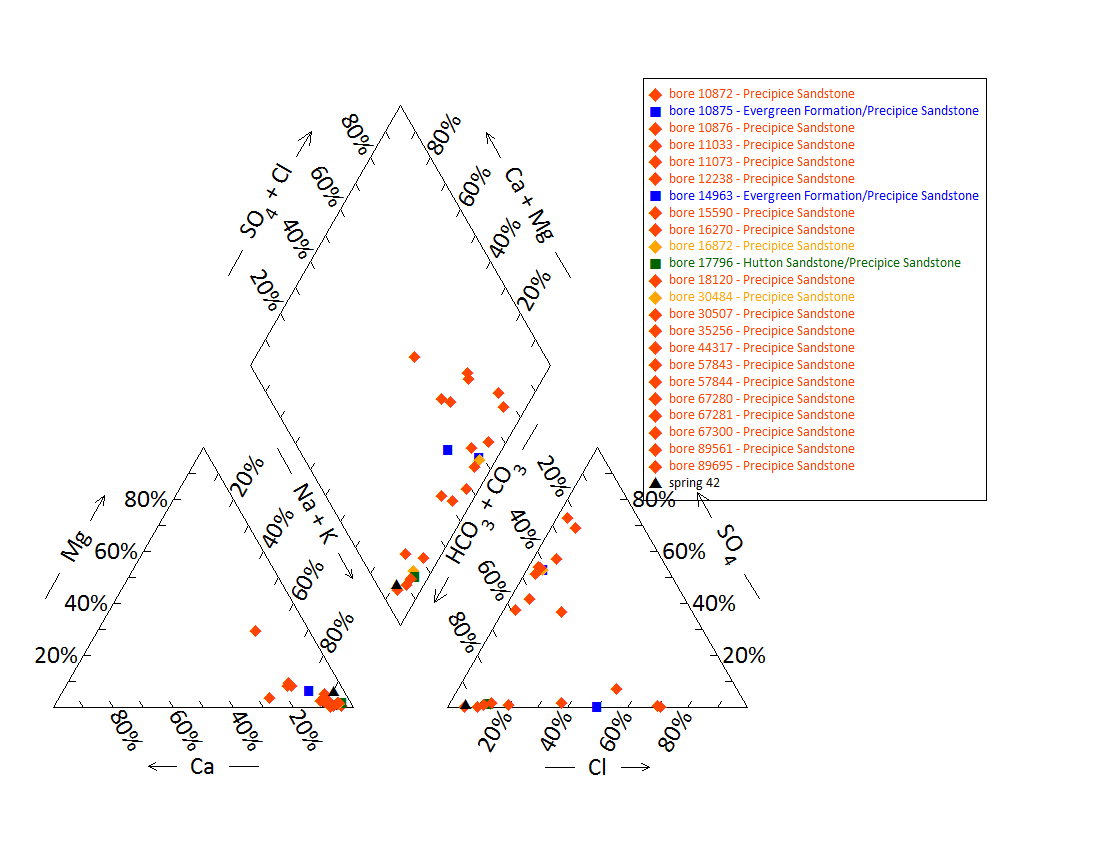 80%
80%
60%
60%
40%
40%
20%
20%
SO4 + Cl
Ca + Mg
bore 10872 - Precipice Sandstone
bore 10875 - Evergreen Formation/Precipice Sandstone
bore 10876 - Precipice Sandstone
bore 11033 - Precipice Sandstone
bore 11073 - Precipice Sandstone
bore 12238 - Precipice Sandstone
bore 14963 - Evergreen Formation/Precipice Sandstone
bore 15590 - Precipice Sandstone
bore 16270 - Precipice Sandstone
bore 16872 - Precipice Sandstone
bore 17796 - Hutton Sandstone/Precipice Sandstone
bore 18120 - Precipice Sandstone
bore 30484 - Precipice Sandstone
bore 30507 - Precipice Sandstone
bore 35256 - Precipice Sandstone
bore 44317 - Precipice Sandstone
bore 57843 - Precipice Sandstone
bore 57844 - Precipice Sandstone
bore 67280 - Precipice Sandstone
bore 67281 - Precipice Sandstone
bore 67300 - Precipice Sandstone
bore 89561 - Precipice Sandstone
bore 89695 - Precipice Sandstone
spring 42
Mg
80%
60%
40%
20%
20%
40%
60%
80%
Na + K
HCO3 + CO3
20%
40%
60%
80%
80%
60%
40%
20%
SO4
80%
60%
40%
20%
Ca
20%
40%
60%
80%
Cl